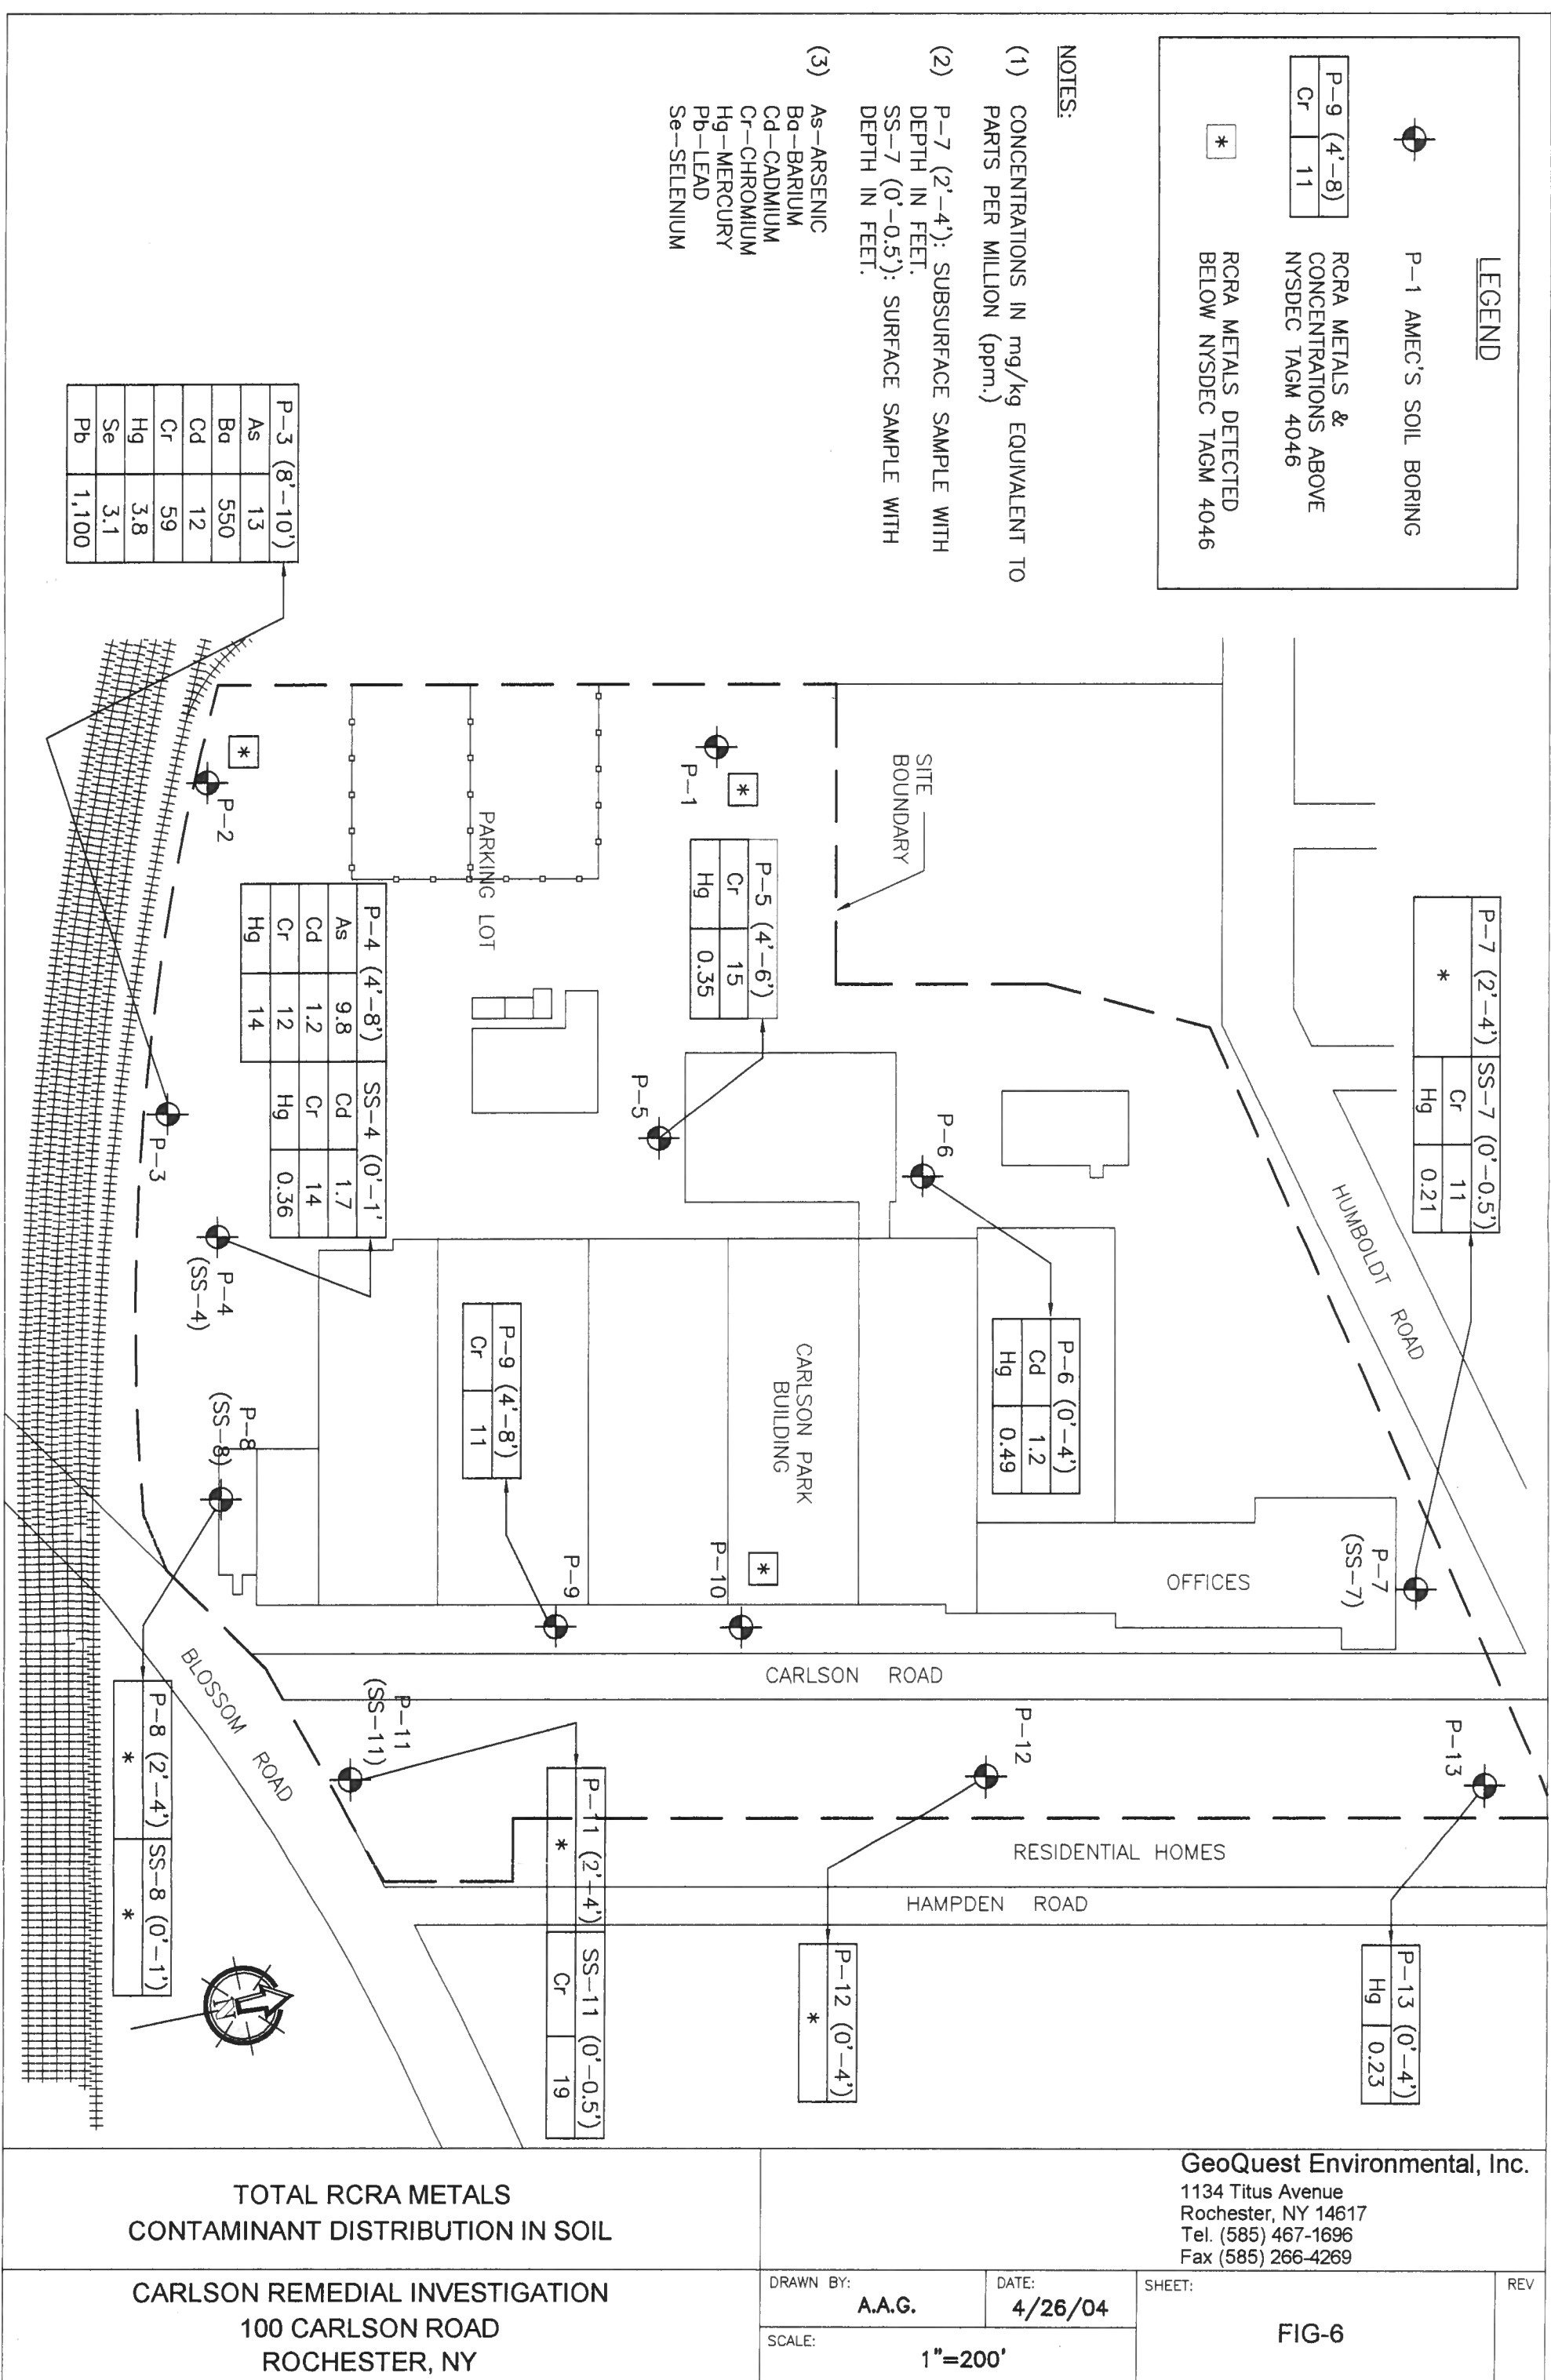 LEGEND
P-1 AMEC'S SOIL BORING
P-9 (4'-8)
Cr 11
RCRA METALS &
CONCENTRATIONS ABOVE
NYSDEC TAGM 4046
*
RCRA METALS DETECTED
BELOW NYSDEC TAGM 4046
NOTES:
(1) CONCENTRATIONS IN mg/kg EQUIVALENT TO
PARTS PER MILLION (ppm.)
(2) P-7 (2'-4'): SUBSURFACE SAMPLE WITH
DEPTH IN FEET.
SS-7 (0'-0.5'): SURFACE SAMPLE WITH
DEPTH IN FEET.
(3) As-ARSENIC
Ba-BARIUM
Cd-CADMIUM
Cr-CHROMIUM
Hg-MERCURY
Pb-LEAD
Se-SELENIUM
P-3 (8'-10')
As 13
Ba 550
Cd 12
Cr 59
Hg 3.8
Se 3.1
Pb 1,100
P-7 (2'-4') SS-7 (0'-0.5')
* Cr 11
Hg 0.21
HUMBOLDT ROAD
SITE
BOUNDARY
P-1
*
P-5 (4'-6')
Cr 15
Hg 0.35
PARKING LOT
*
P-2
P-4 (4'-8') SS-4 (0'-1'
As 9.8 Cd 1.7
Cd 1.2 Cr 14
Cr 12 Hg 0.36
Hg 14
P-6
P-5
P-3
P-4
(SS-4)
P-6 (0'-4')
Cd 1.2
Hg 0.49
CARLSON PARK
BUILDING
P-9 (4'-8')
Cr 11
P-8
(SS-8)
P-7
(SS-7)
OFFICES
*
P-10
P-9
CARLSON ROAD
BLOSSOM ROAD
P-13
P-12
P-11
(SS-11)
RESIDENTIAL HOMES
HAMPDEN ROAD
P-8 (2'-4') SS-8 (0'-1')
* *
P-11 (2'-4') SS-11 (0'-0.5')
* Cr 19
P-12 (0'-4')
*
P-13 (0'-4')
Hg 0.23
N
TOTAL RCRA METALS
CONTAMINANT DISTRIBUTION IN SOIL
CARLSON REMEDIAL INVESTIGATION
100 CARLSON ROAD
ROCHESTER, NY
GeoQuest Environmental, Inc.
1134 Titus Avenue
Rochester, NY 14617
Tel. (585) 467-1696
Fax (585) 266-4269
DRAWN BY:
A.A.G.
DATE:
4/26/04
SCALE:
1"=200'
SHEET:
FIG-6
REV